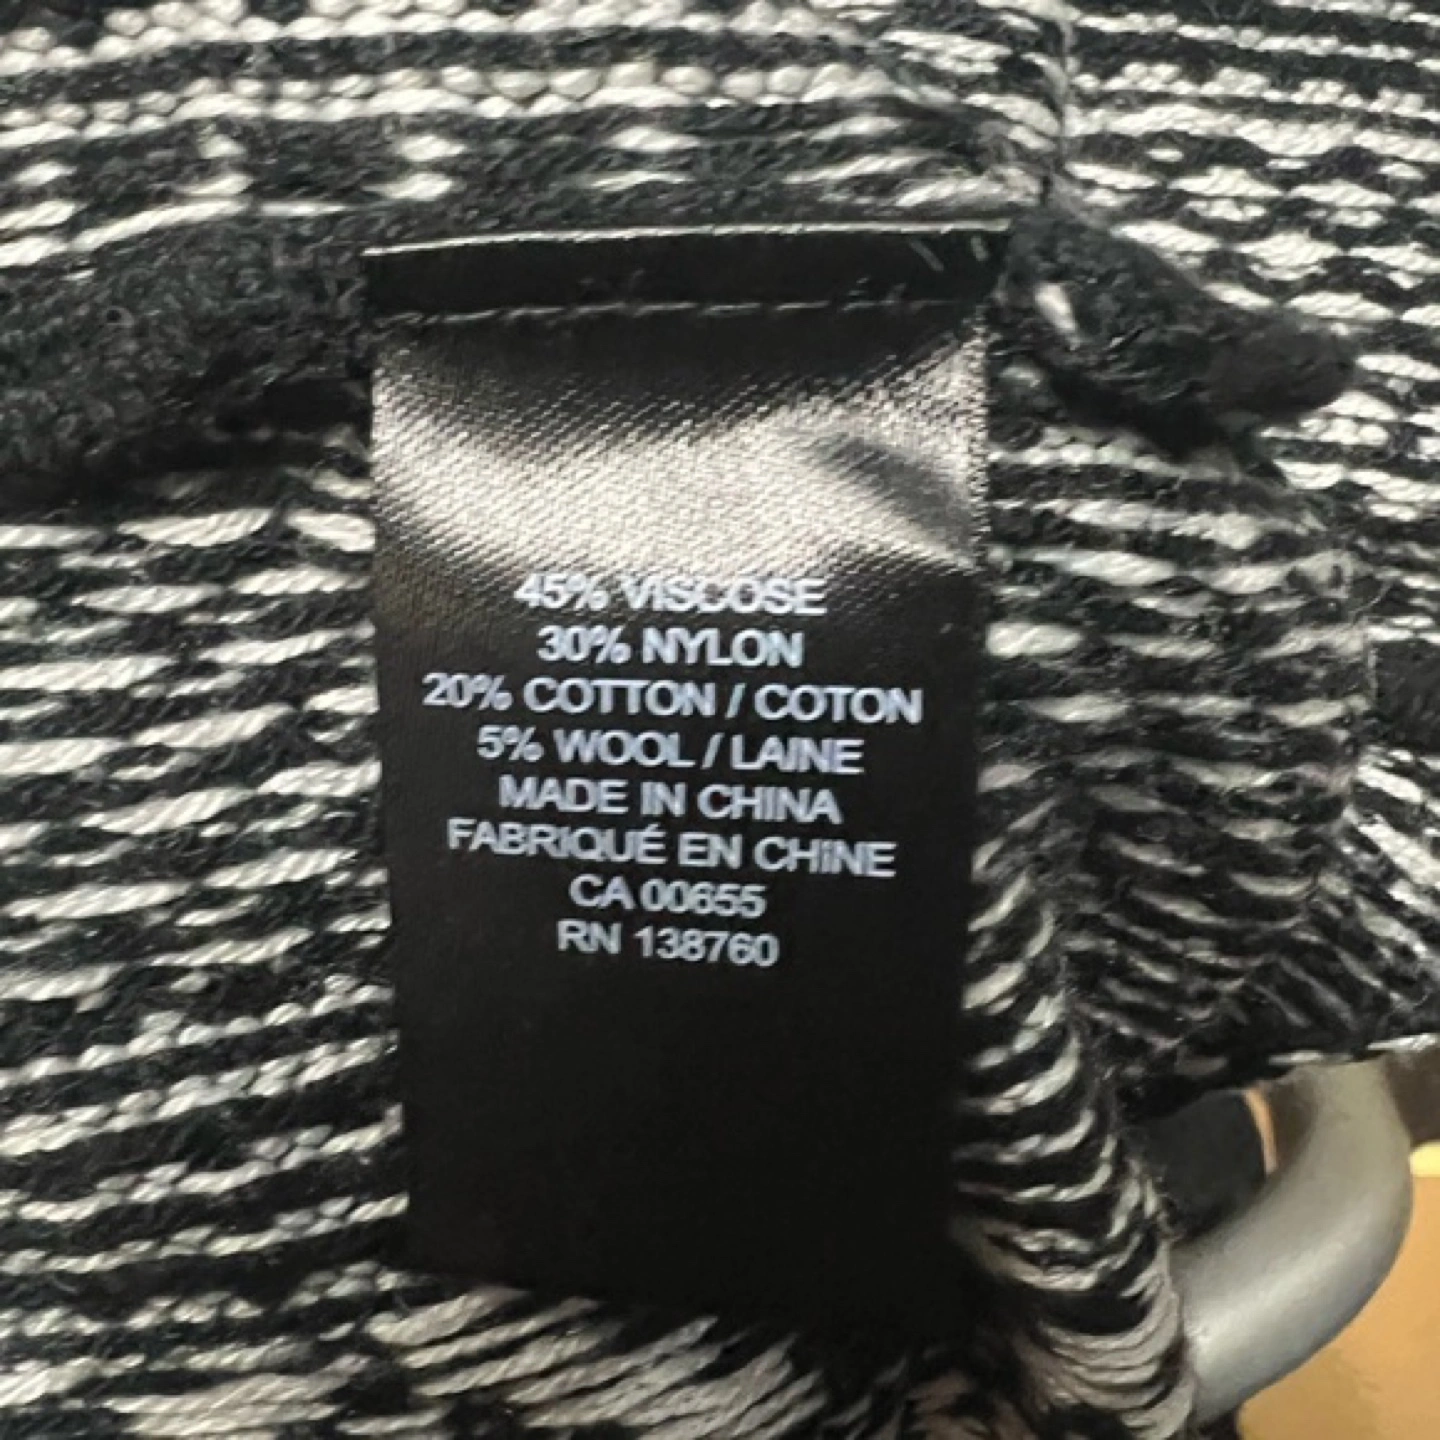 45% VISCOSE
30% NYLON
20% COTTON / COTON
5% WOOL / LAINE
MADE IN CHINA
FABRIQUÉ EN CHINE
CA 00655
RN 138760